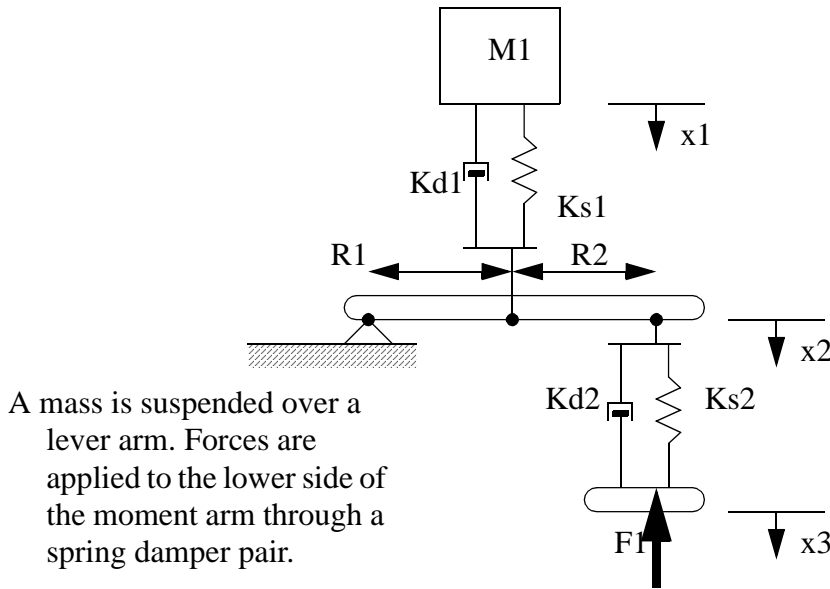 M1
x1
Kd1
Ks1
R1
R2
x2
Kd2
Ks2
A mass is suspended over a
lever arm. Forces are
applied to the lower side of
the moment arm through a
spring damper pair.
F1
x3